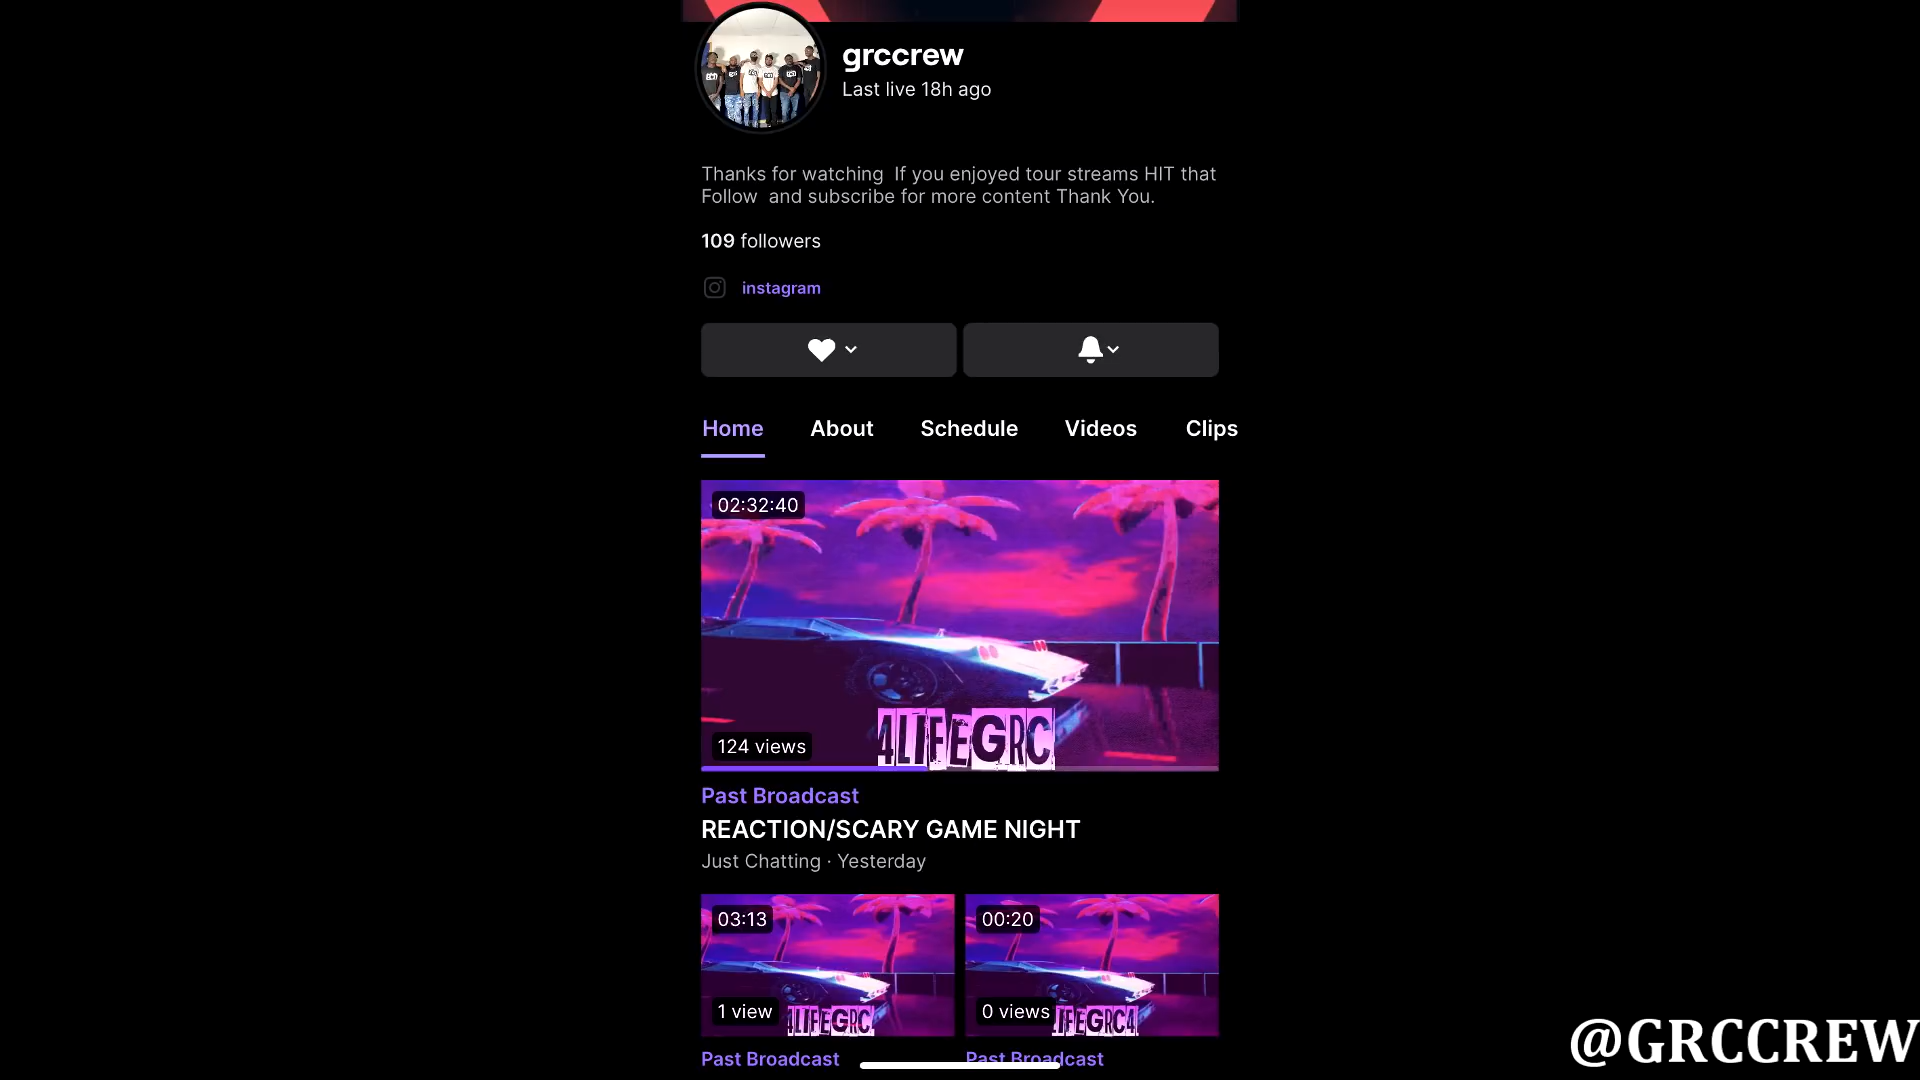 grccrew
Last live 18h ago
Thanks for watching  If you enjoyed tour streams HIT that
Follow  and subscribe for more content Thank You.
109 followers
instagram
Home About Schedule Videos Clips
02:32:40
4LIFEGRC
124 views
Past Broadcast
REACTION/SCARY GAME NIGHT
Just Chatting · Yesterday
03:13 00:20
1 view 4LIFEGRC 0 views IFEGRC4
Past Broadcast Past Broadcast
@GRCCREW